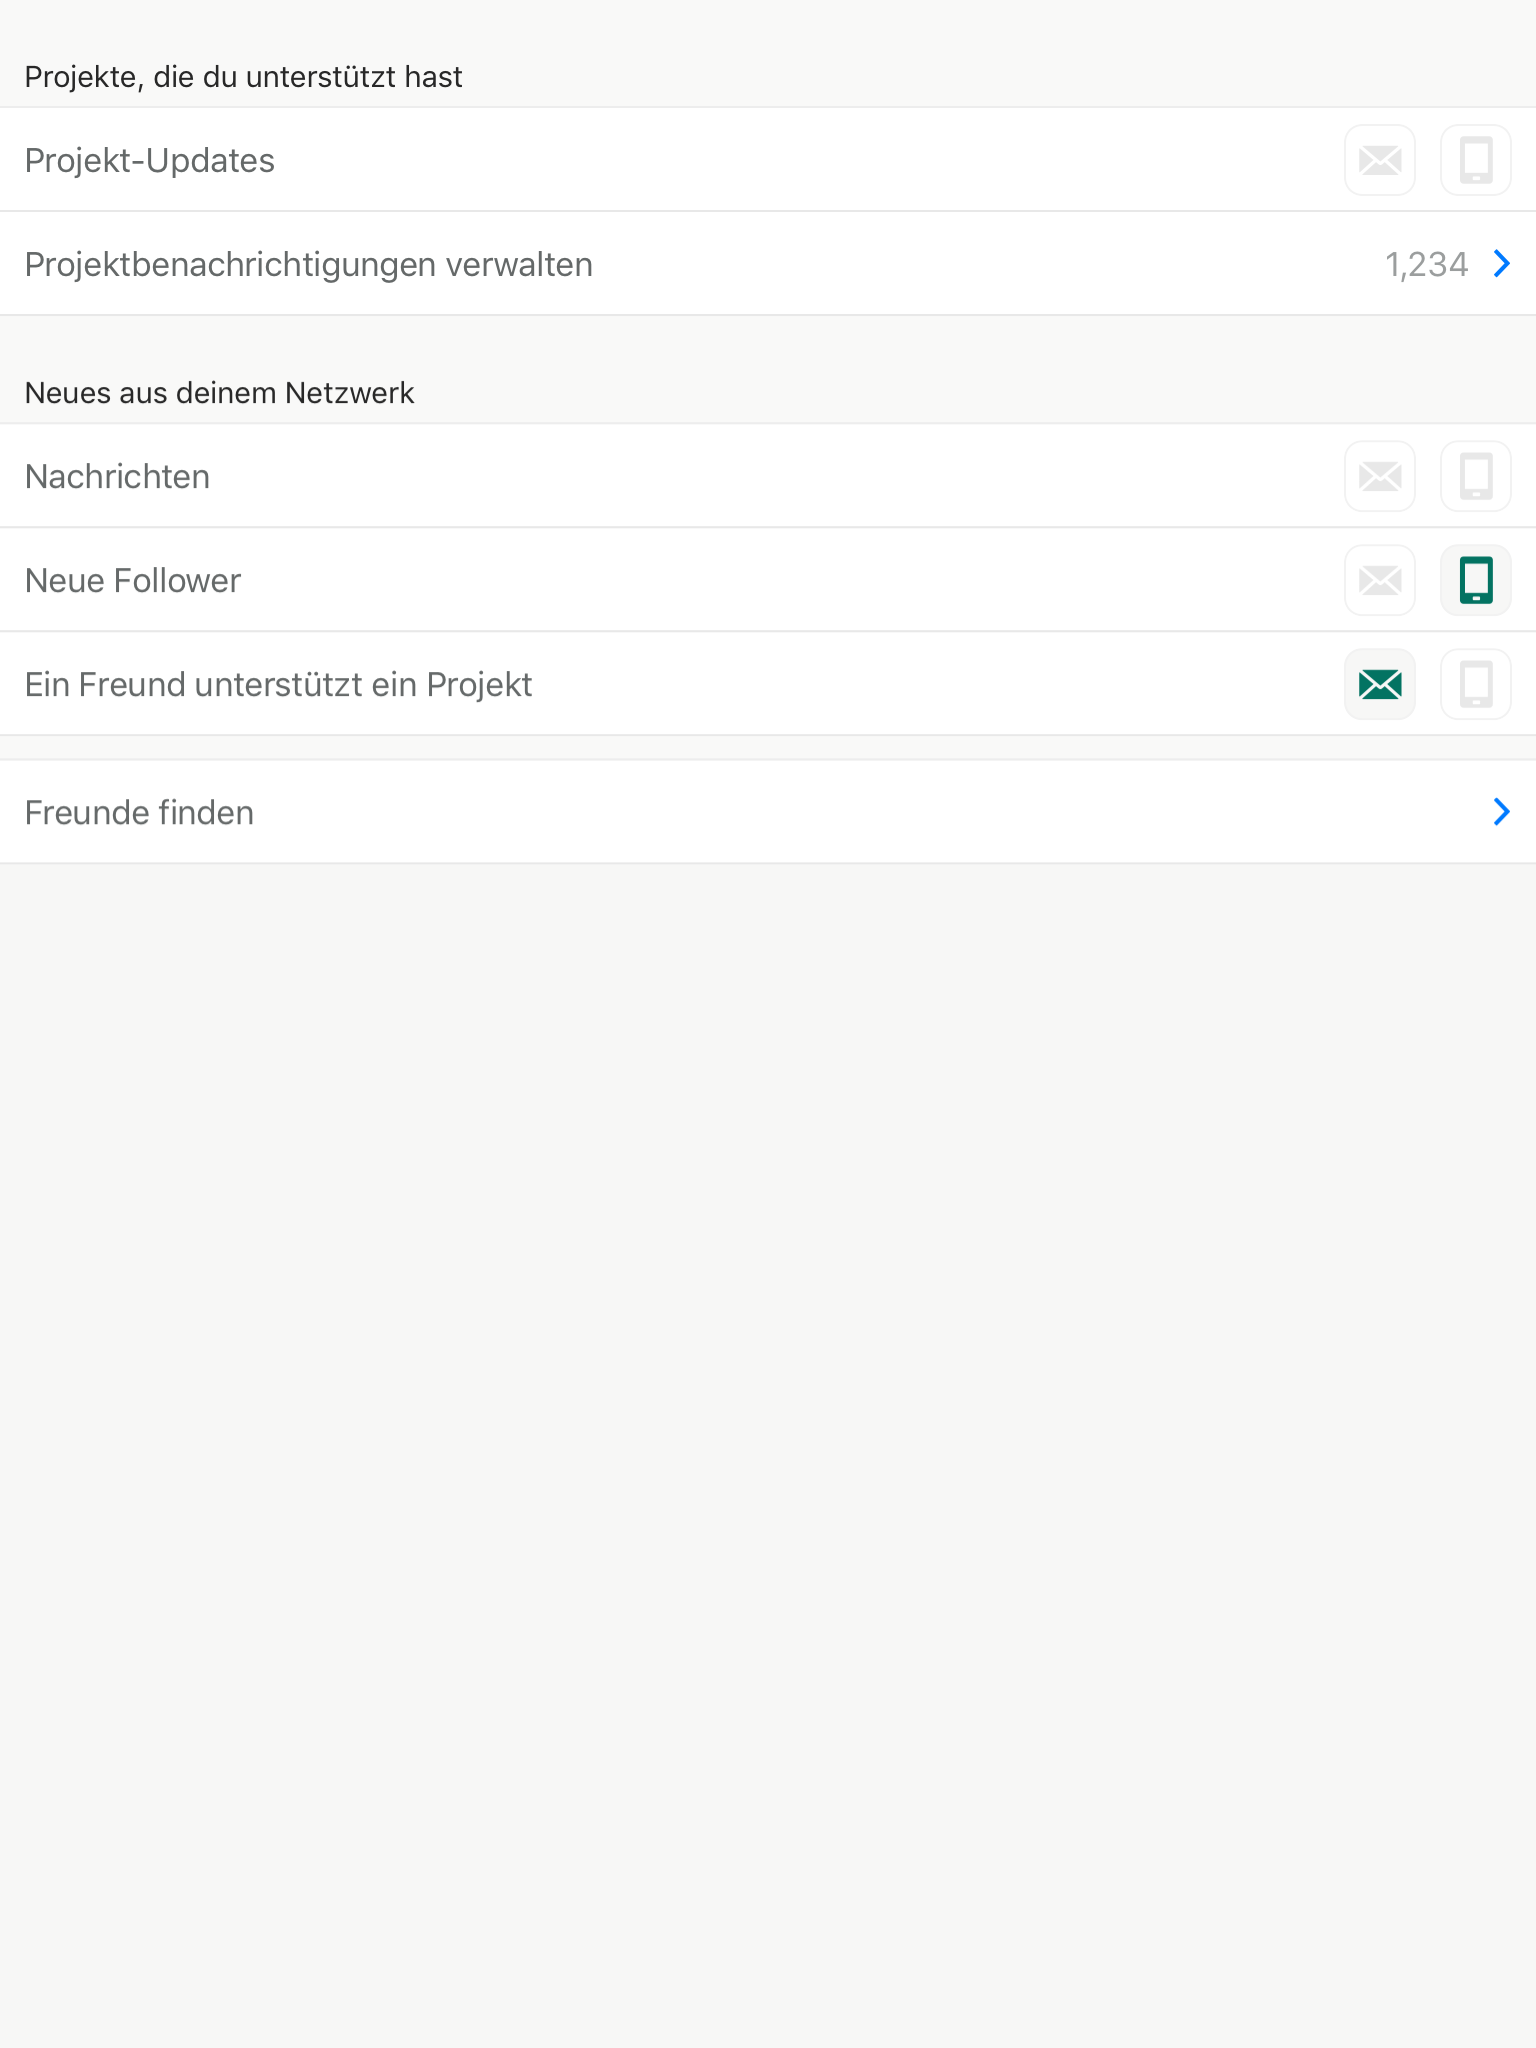 Projekte, die du unterstützt hast
Projekt-Updates
Projektbenachrichtigungen verwalten 1,234
Neues aus deinem Netzwerk
Nachrichten
Neue Follower
Ein Freund unterstützt ein Projekt
Freunde finden